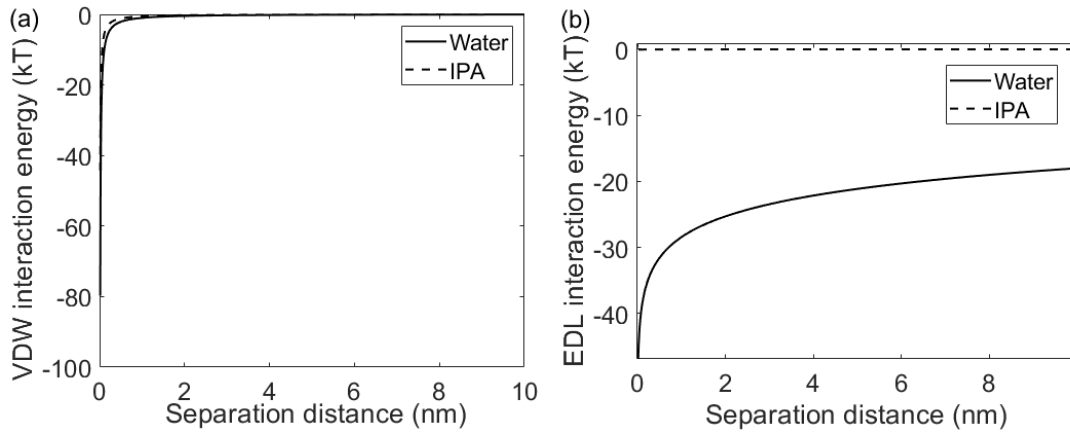 (a)
VDW interaction energy (kT)
0
-20
-40
-60
-80
-100
0
2
4
6
8
10
Separation distance (nm)
Water
IPA
(b)
EDL interaction energy (kT)
0
-10
-20
-30
-40
0
2
4
6
8
Separation distance (nm)
Water
IPA